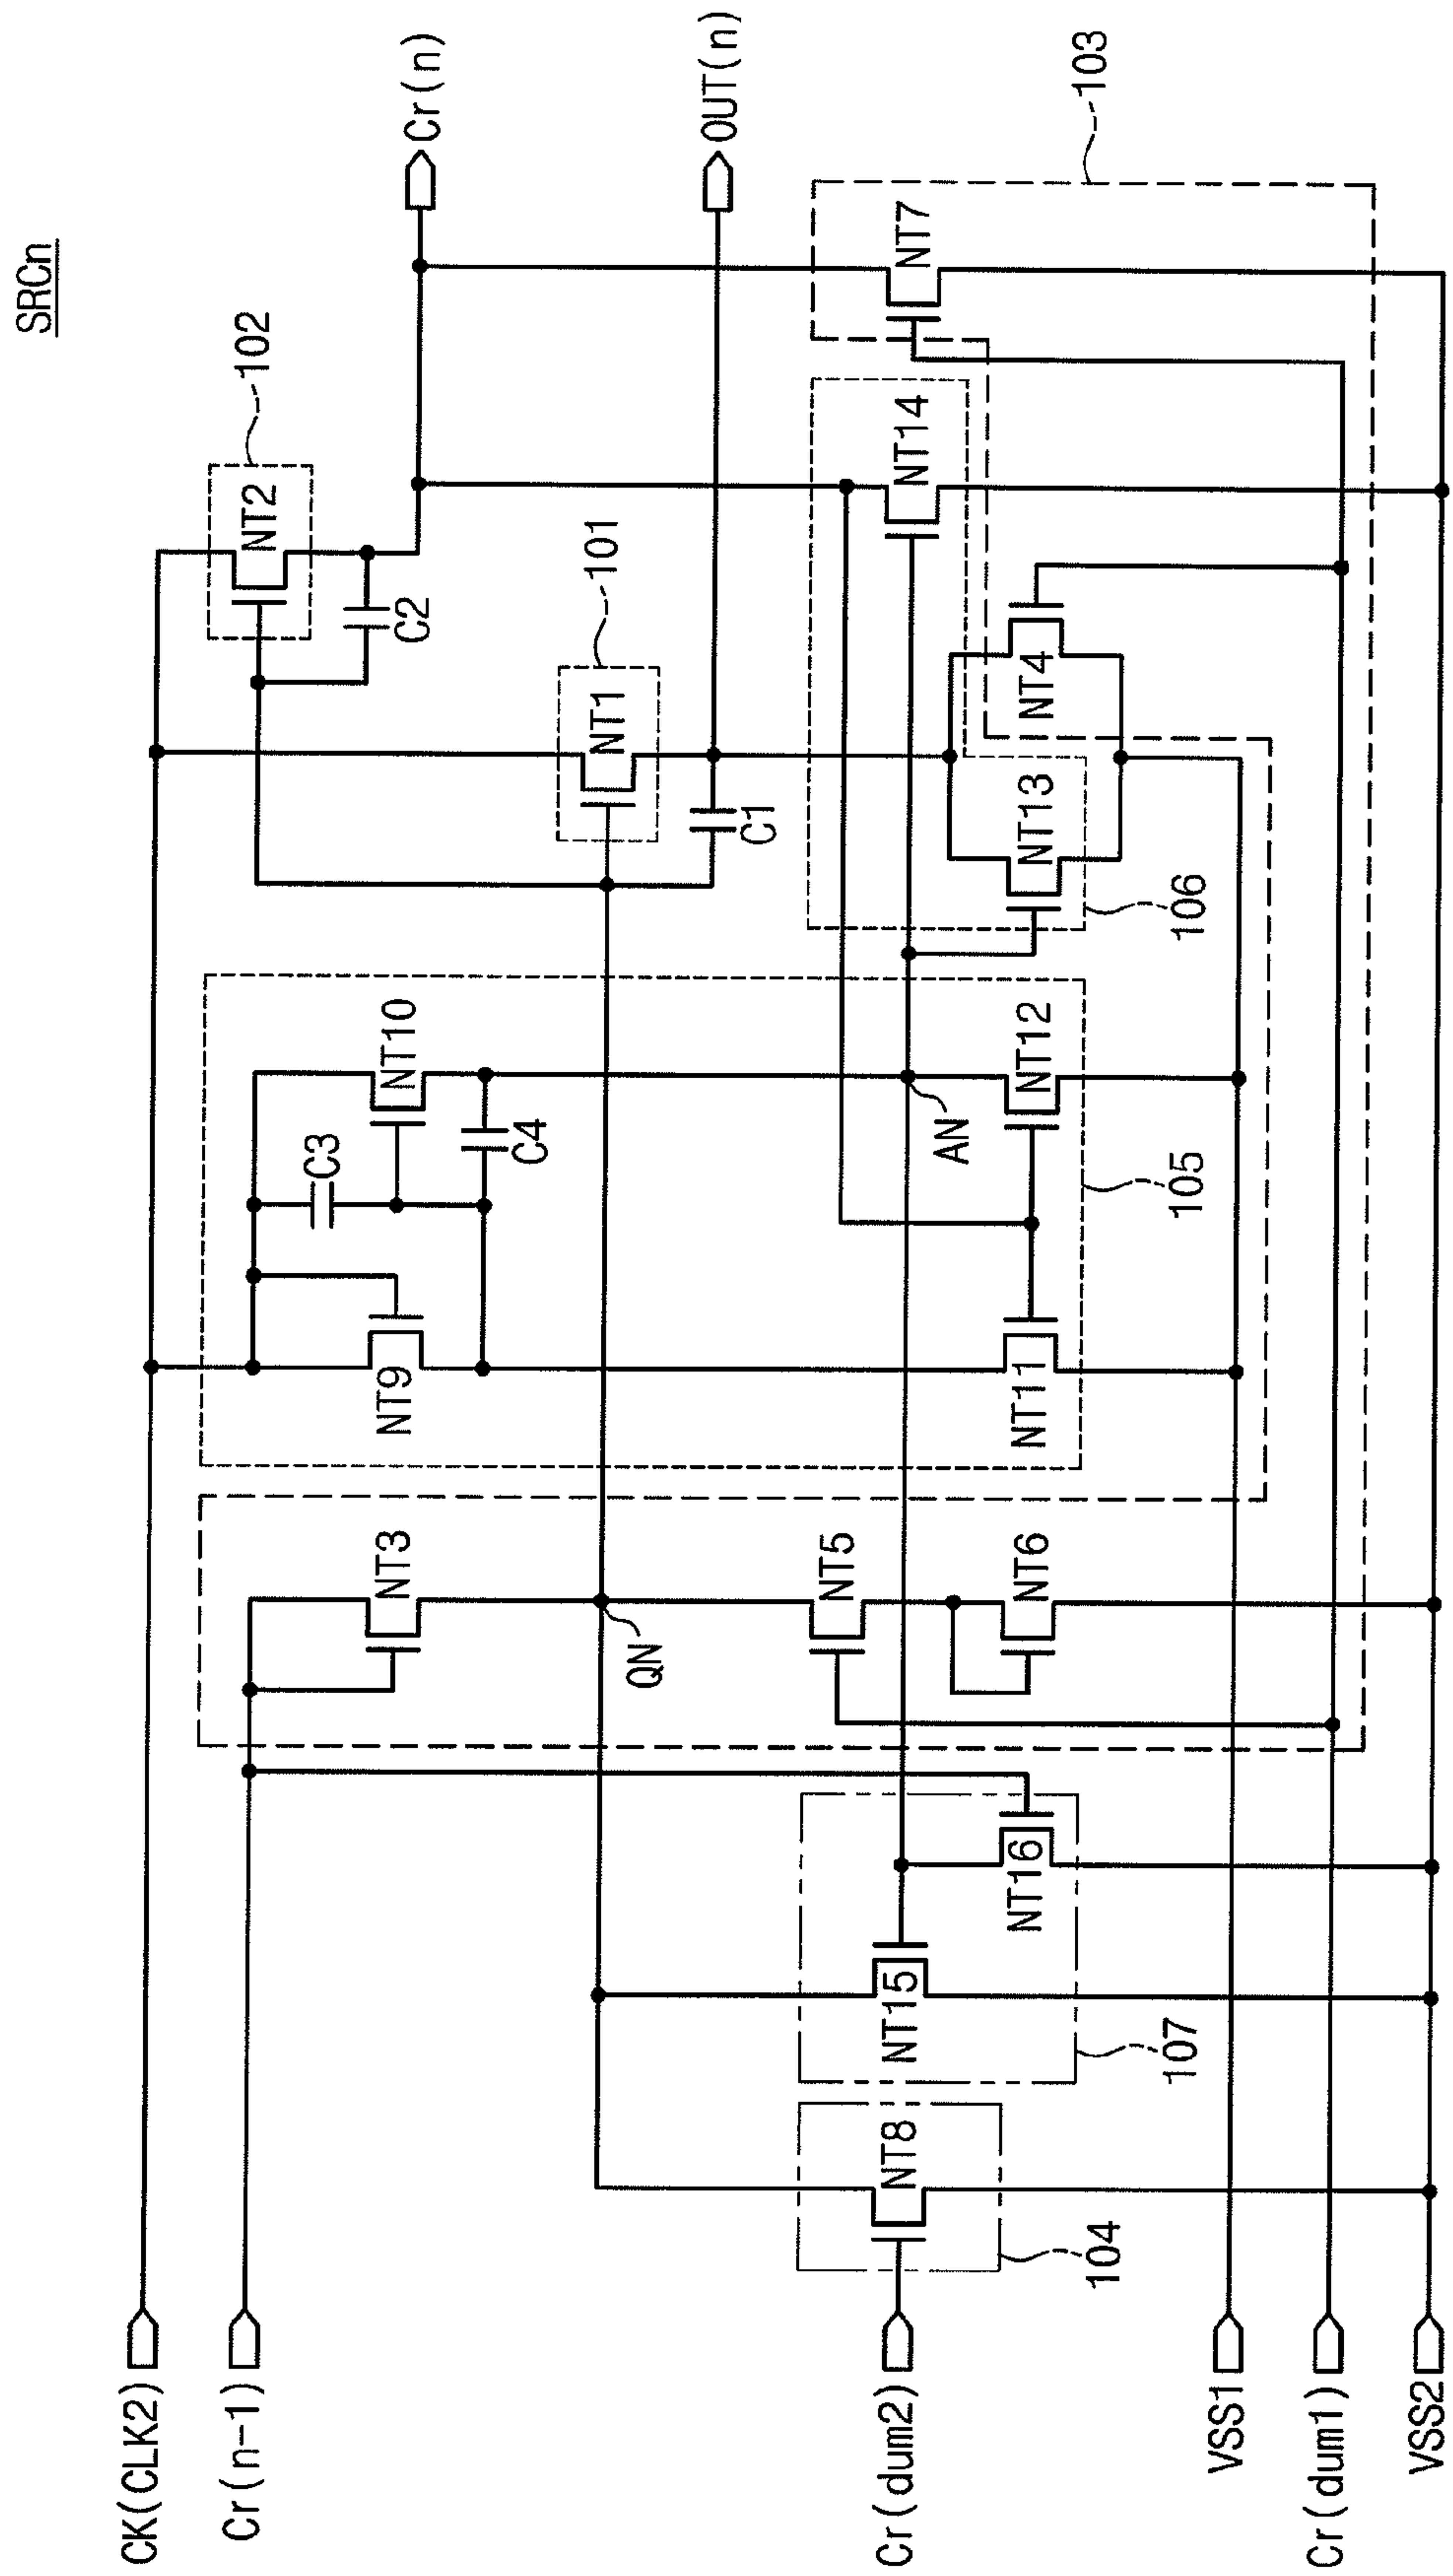 SRCn
CK(CLK2)
Cr(n-1)
Cr(dum2)
VSS1
Cr(dum1)
VSS2
Cr(n)
OUT(n)
NT2
102
C2
NT1
101
C1
NT10
C3
C4
NT9
NT3
QN
NT5
NT6
NT11
NT12
AN
105
NT7
103
NT14
NT4
NT13
106
NT16
NT15
107
NT8
104